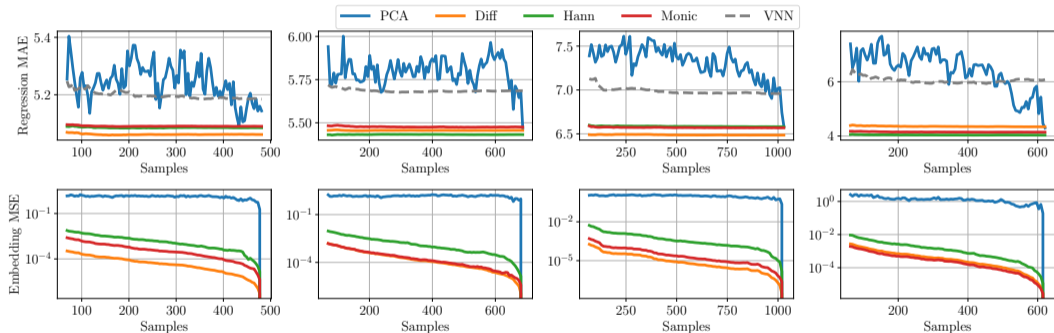 PCA Diff Hann Monic VNN
Regression MAE
5.4
5.2
100 200 300 400 500
Samples
6.00
5.75
5.50
200 400 600
Samples
7.5
7.0
6.5
250 500 750 1000
Samples
6
4
200 400 600
Samples
Embedding MSE
10⁻¹
10⁻⁴
100 200 300 400 500
Samples
10⁻¹
10⁻⁴
200 400 600
Samples
10⁻²
10⁻⁵
250 500 750 1000
Samples
10⁰
10⁻²
10⁻⁴
200 400 600
Samples